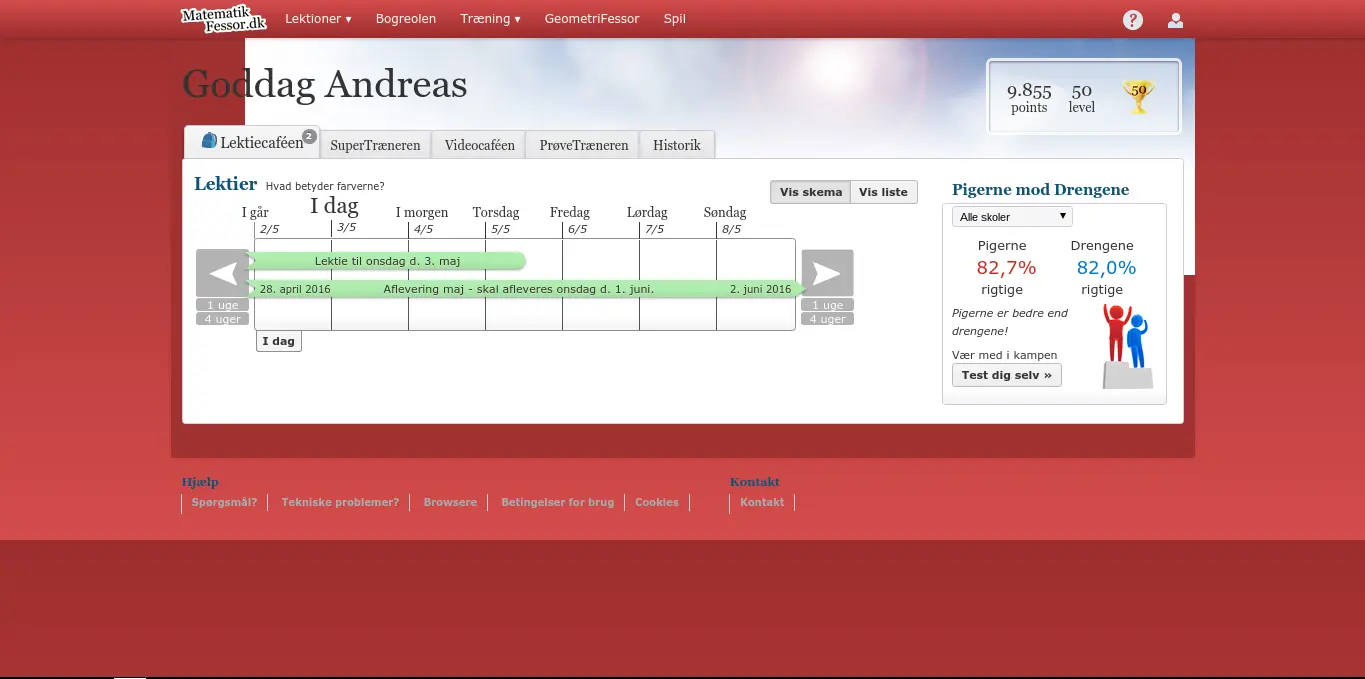 Matematik
Fessor.dk
Lektioner ▾ Bogreolen Træning ▾ GeometriFessor Spil
?
Goddag Andreas
9.855 50 50
points level
Lektiecaféen 2 SuperTræneren Videocaféen PrøveTræneren Historik
Lektier Hvad betyder farverne?
Vis skema Vis liste
I går I dag I morgen Torsdag Fredag Lørdag Søndag
2/5 3/5 4/5 5/5 6/5 7/5 8/5
Lektie til onsdag d. 3. maj
28. april 2016 Aflevering maj - skal afleveres onsdag d. 1. juni. 2. juni 2016
1 uge 1 uge
4 uger 4 uger
I dag
Pigerne mod Drengene
Alle skoler ▼
Pigerne Drengene
82,7% 82,0%
rigtige rigtige
Pigerne er bedre end
drengene!
Vær med i kampen
Test dig selv »
Hjælp
Spørgsmål? Tekniske problemer? Browsere Betingelser for brug Cookies
Kontakt
Kontakt